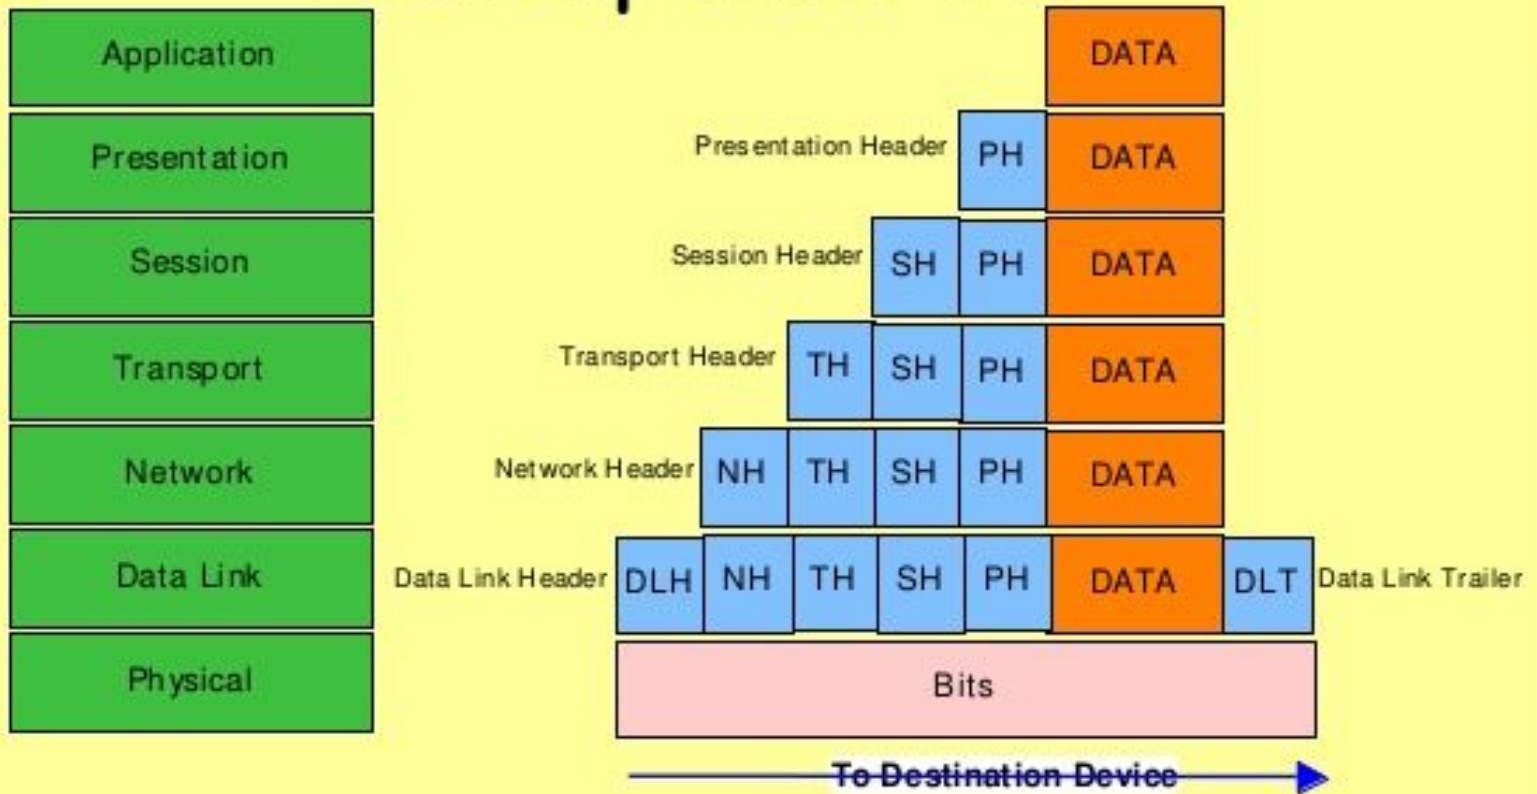 Application DATA
Presentation Presentation Header PH DATA
Session Session Header SH PH DATA
Transport Transport Header TH SH PH DATA
Network Network Header NH TH SH PH DATA
Data Link Data Link Header DLH NH TH SH PH DATA DLT Data Link Trailer
Physical Bits
To Destination Device